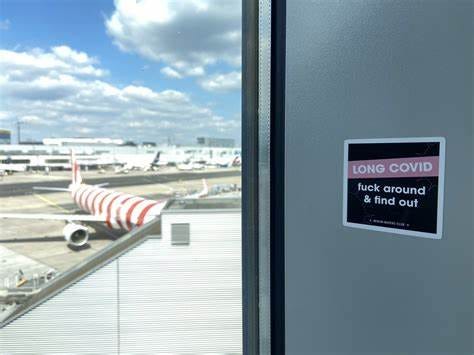 LONG COVID
fuck around
& find out